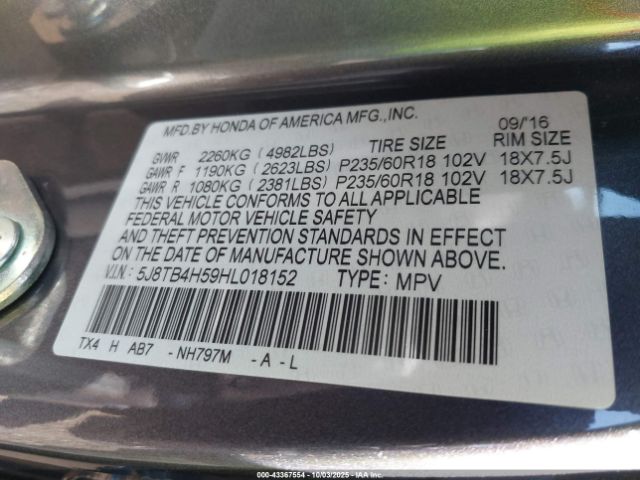 MFD.BY HONDA OF AMERICA MFG.,INC. 09/'16
GVWR 2260KG (4982LBS) TIRE SIZE RIM SIZE
GAWR F 1190KG (2623LBS) P235/60R18 102V 18X7.5J
GAWR R 1080KG (2381LBS) P235/60R18 102V 18X7.5J
THIS VEHICLE CONFORMS TO ALL APPLICABLE
FEDERAL MOTOR VEHICLE SAFETY
AND THEFT PREVENTION STANDARDS IN EFFECT
ON THE DATE OF MANUFACTURE SHOWN ABOVE.
V.I.N: 5J8TB4H59HL018152 TYPE: MPV
TX4 H AB7 - NH797M - A - L
000-43367554 - 10/03/2025 - IAA Inc.